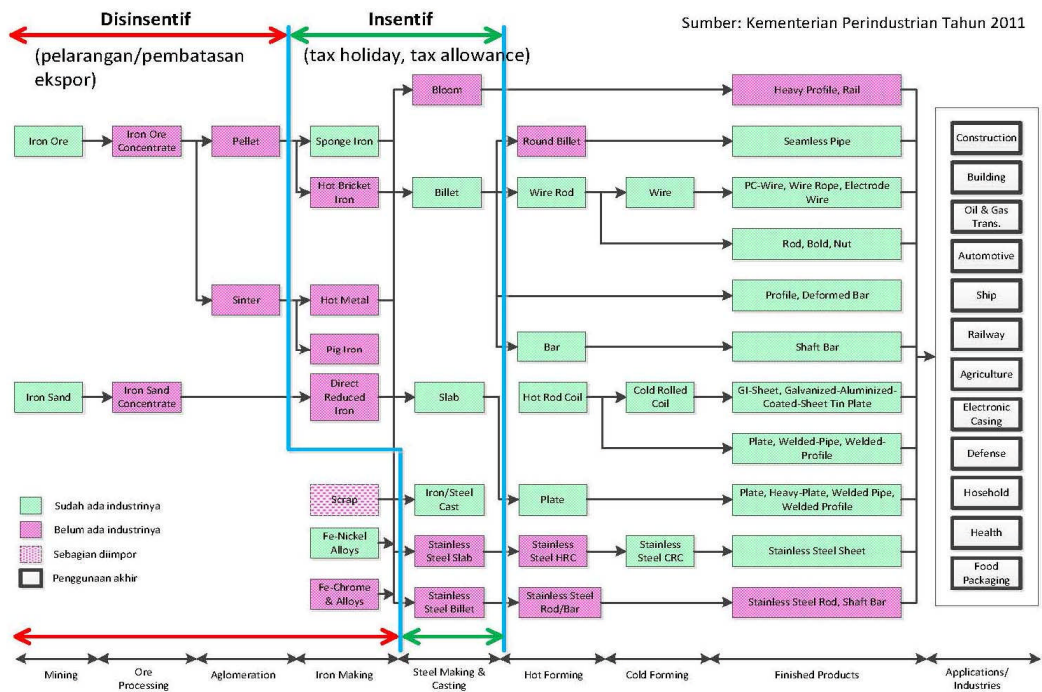 Disinsentif
Insentif
Sumber: Kementerian Perindustrian Tahun 2011
(pelarangan/pembatasan
ekspor)
(tax holiday, tax allowance)
Bloom
Heavy Profile, Rail
Iron Ore
Iron Ore
Concentrate
Pellet
Sponge Iron
Round Billet
Seamless Pipe
Hot Bricket
Iron
Billet
Wire Rod
Wire
PC-Wire, Wire Rope, Electrode
Wire
Rod, Bold, Nut
Sinter
Hot Metal
Profile, Deformed Bar
Pig Iron
Bar
Shaft Bar
Iron Sand
Iron Sand
Concentrate
Direct
Reduced
Iron
Slab
Hot Rod Coil
Cold Rolled
Coil
GI-Sheet, Galvanized-Aluminized-
Coated-Sheet Tin Plate
Plate, Welded-Pipe, Welded-
Profile
Scrap
Iron/Steel
Cast
Plate
Plate, Heavy-Plate, Welded Pipe,
Welded Profile
Fe-Nickel
Alloys
Stainless
Steel Slab
Stainless
Steel HRC
Stainless
Steel CRC
Stainless Steel Sheet
Fe-Chrome
& Alloys
Stainless
Steel Billet
Stainless Steel
Rod/Bar
Stainless Steel Rod, Shaft Bar
Construction
Building
Oil & Gas
Trans.
Automotive
Ship
Railway
Agriculture
Electronic
Casing
Defense
Hosehold
Health
Food
Packaging
Sudah ada industrinya
Belum ada industrinya
Sebagian diimpor
Penggunaan akhir
Mining
Ore
Processing
Aglomeration
Iron Making
Steel Making &
Casting
Hot Forming
Cold Forming
Finished Products
Applications/
Industries